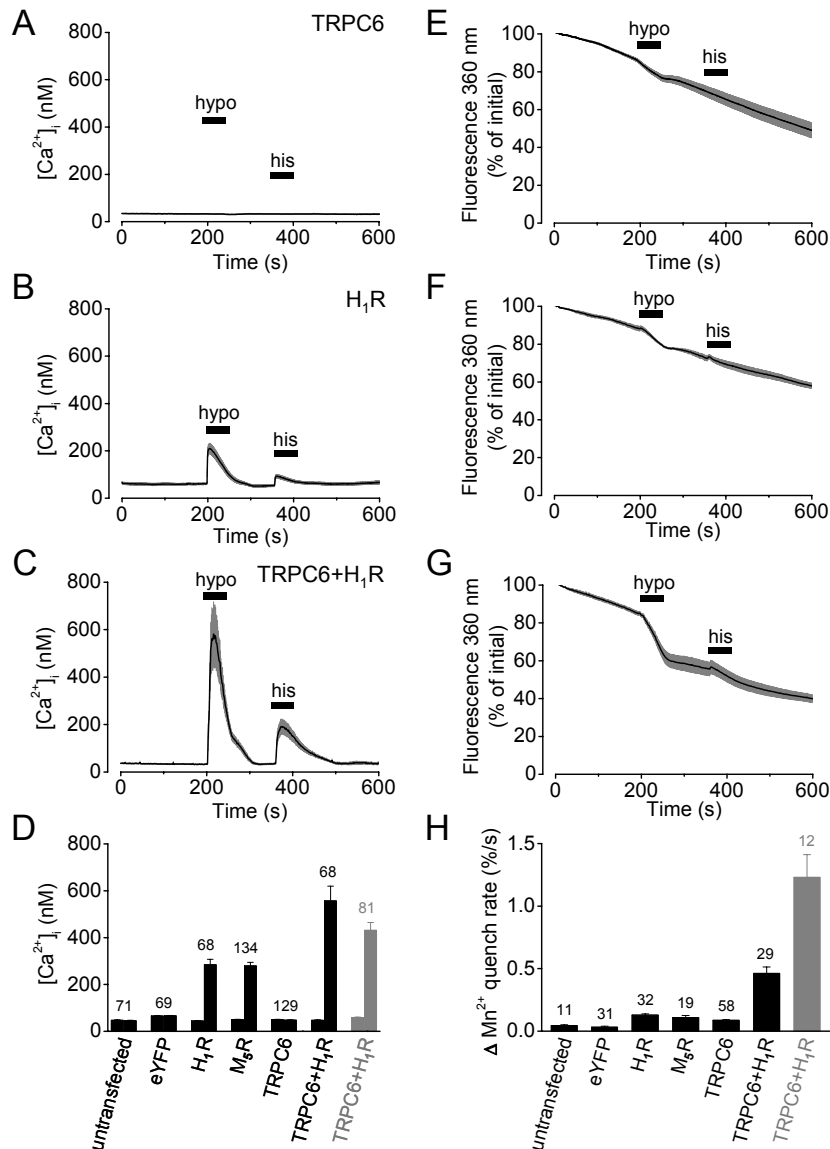 A
TRPC6
800
600
400
200
0
[Ca²⁺]ᵢ (nM)
hypo
his
0 200 400 600
Time (s)
B
H₁R
800
600
400
200
0
[Ca²⁺]ᵢ (nM)
hypo
his
0 200 400 600
Time (s)
C
TRPC6+H₁R
800
600
400
200
0
[Ca²⁺]ᵢ (nM)
hypo
his
0 200 400 600
Time (s)
D
800
600
400
200
0
[Ca²⁺]ᵢ (nM)
71
69
68
134
129
68
81
untransfected
eYFP
H₁R
M₅R
TRPC6
TRPC6+H₁R
TRPC6+H₁R
E
100
80
60
40
20
0
Fluorescence 360 nm
(% of initial)
hypo
his
0 200 400 600
Time (s)
F
100
80
60
40
20
0
Fluorescence 360 nm
(% of initial)
hypo
his
0 200 400 600
Time (s)
G
100
80
60
40
20
0
Fluorescence 360 nm
(% of initial)
hypo
his
0 200 400 600
Time (s)
H
1.5
1.0
0.5
0.0
Δ Mn²⁺ quench rate (%/s)
11
31
32
19
58
29
12
untransfected
eYFP
H₁R
M₅R
TRPC6
TRPC6+H₁R
TRPC6+H₁R